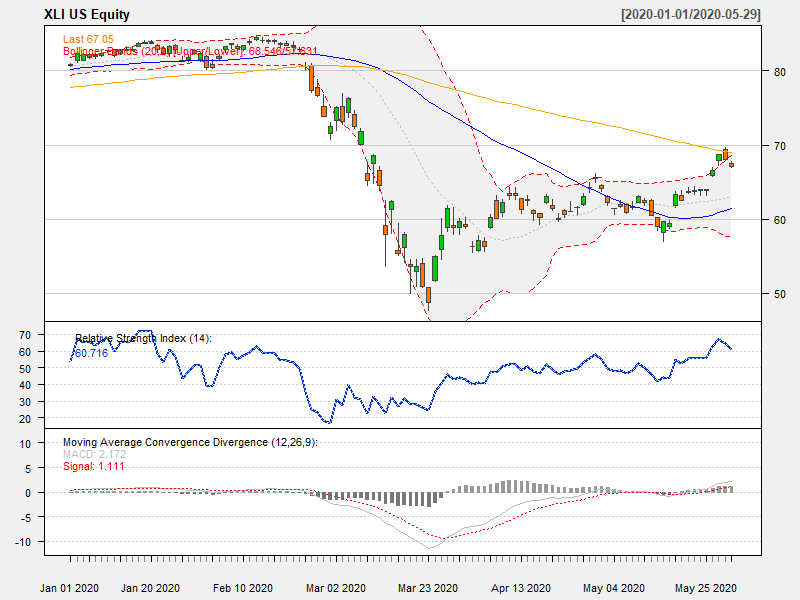 XLI US Equity [2020-01-01/2020-05-29]
Last 67.05
Bollinger Bands (20,2) [Upper/Lower]: 68.546/57.631
80
70
60
50
Relative Strength Index (14):
60.716
70
60
50
40
30
20
Moving Average Convergence Divergence (12,26,9):
MACD: 2.172
Signal: 1.111
10
5
0
-5
-10
Jan 01 2020 Jan 20 2020 Feb 10 2020 Mar 02 2020 Mar 23 2020 Apr 13 2020 May 04 2020 May 25 2020